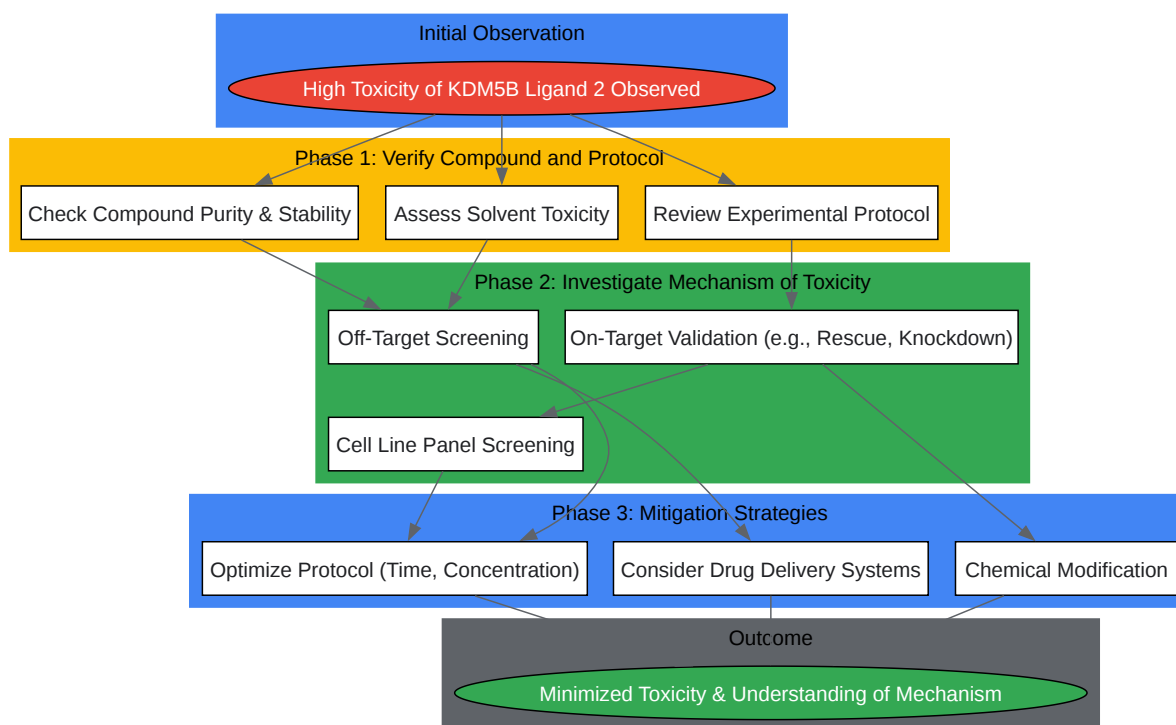 Initial Observation
High Toxicity of KDM5B Ligand 2 Observed
Phase 1: Verify Compound and Protocol
Check Compound Purity & Stability
Assess Solvent Toxicity
Review Experimental Protocol
Phase 2: Investigate Mechanism of Toxicity
Off-Target Screening
On-Target Validation (e.g., Rescue, Knockdown)
Cell Line Panel Screening
Phase 3: Mitigation Strategies
Optimize Protocol (Time, Concentration)
Consider Drug Delivery Systems
Chemical Modification
Outcome
Minimized Toxicity & Understanding of Mechanism